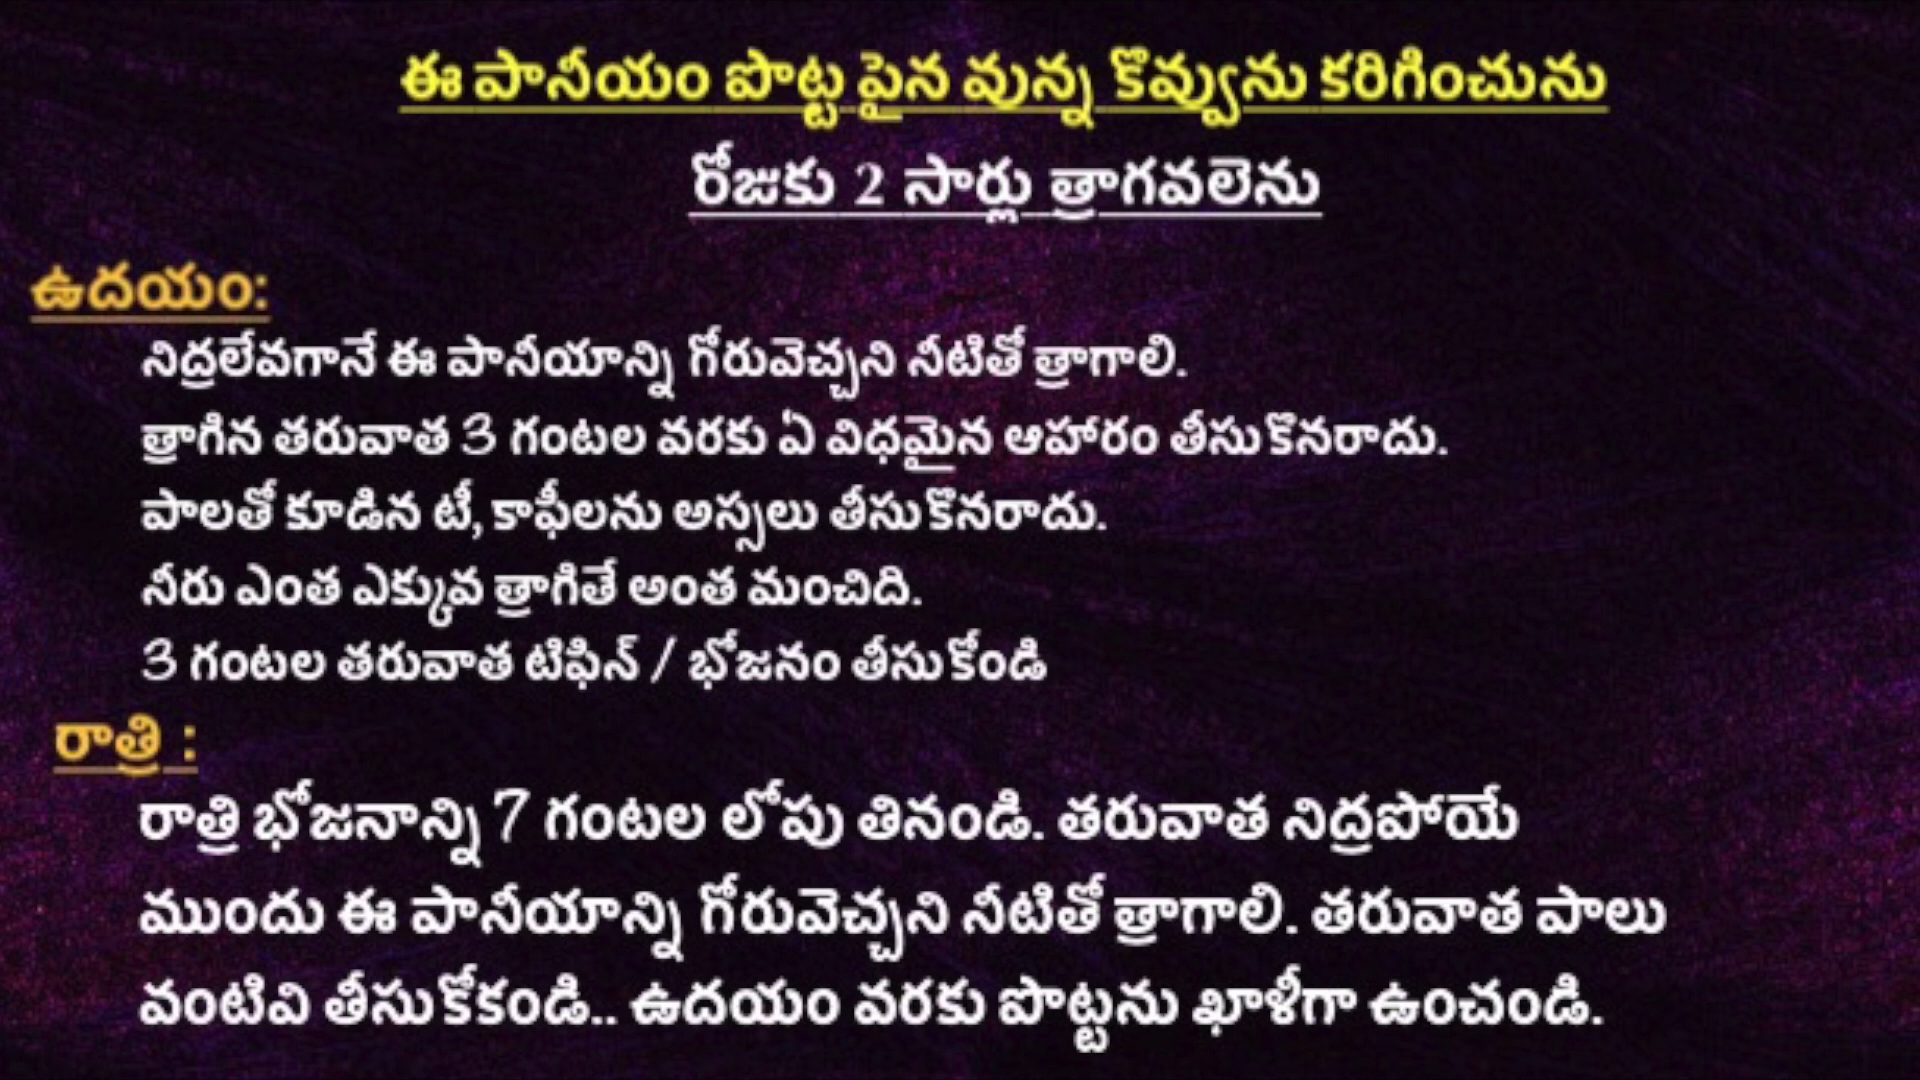 ఈ పానీయం పొట్ట పైన వున్న కొవ్వును కరిగించును
రోజుకు 2 సార్లు త్రాగవలెను
ఉదయం:
నిద్రలేవగానే ఈ పానీయాన్ని గోరువెచ్చని నీటితో త్రాగాలి.
త్రాగిన తరువాత 3 గంటల వరకు ఏ విధమైన ఆహారం తీసుకొనరాదు.
పాలతో కూడిన టీ, కాఫీలను అస్సలు తీసుకొనరాదు.
నీరు ఎంత ఎక్కువ త్రాగితే అంత మంచిది.
3 గంటల తరువాత టిఫిన్ / భోజనం తీసుకోండి
రాత్రి :
రాత్రి భోజనాన్ని 7 గంటల లోపు తినండి. తరువాత నిద్రపోయే
ముందు ఈ పానీయాన్ని గోరువెచ్చని నీటితో త్రాగాలి. తరువాత పాలు
వంటివి తీసుకోకండి.. ఉదయం వరకు పొట్టను ఖాళీగా ఉంచండి.